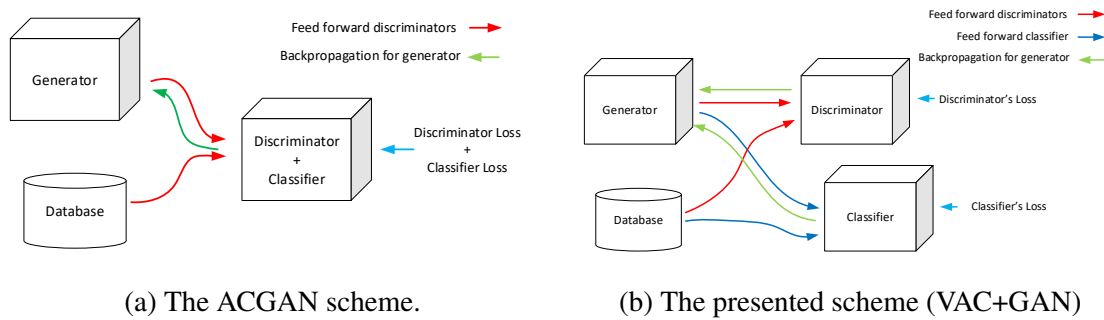 Feed forward discriminators
Backpropagation for generator
Generator
Discriminator
+
Classifier
Discriminator Loss
+
Classifier Loss
Database
(a) The ACGAN scheme.
Feed forward discriminators
Feed forward classifier
Backpropagation for generator
Generator
Discriminator
Discriminator's Loss
Database
Classifier
Classifier's Loss
(b) The presented scheme (VAC+GAN)